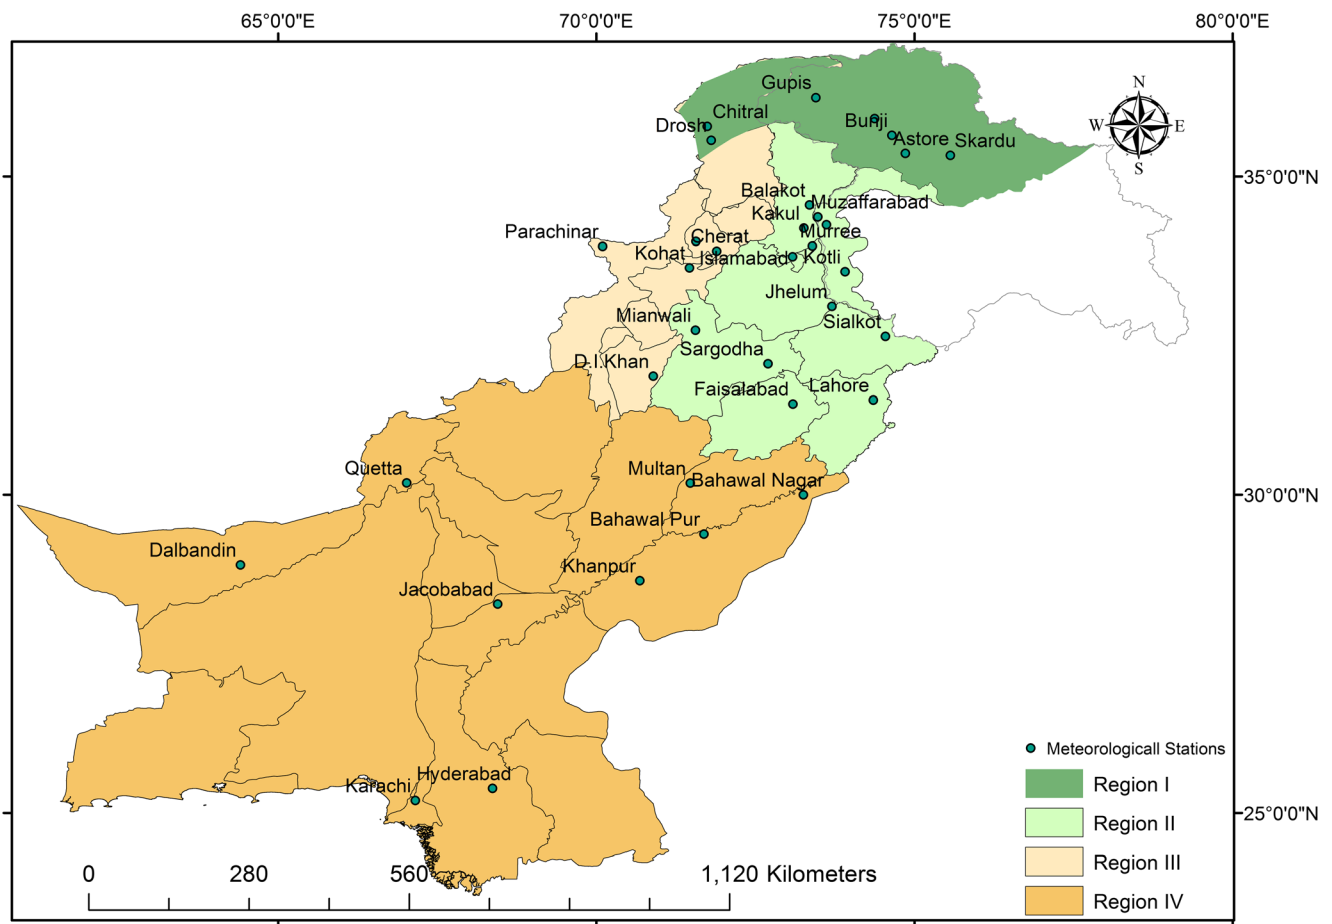 65°0'0"E
70°0'0"E
75°0'0"E
80°0'0"E
N
W
E
S
Gupis
Chitral
Drosh
Bunji
Astore
Skardu
35°0'0"N
Balakot
Muzaffarabad
Kakul
Murree
Parachinar
Cherat
Kohat
Islamabad
Kotli
Jhelum
Mianwali
Sialkot
Sargodha
D.I.Khan
Faisalabad
Lahore
Quetta
Multan
Bahawal Nagar
30°0'0"N
Bahawal Pur
Dalbandin
Khanpur
Jacobabad
Hyderabad
Karachi
Meteorologicall Stations
Region I
25°0'0"N
Region II
Region III
Region IV
0
280
560
1,120 Kilometers